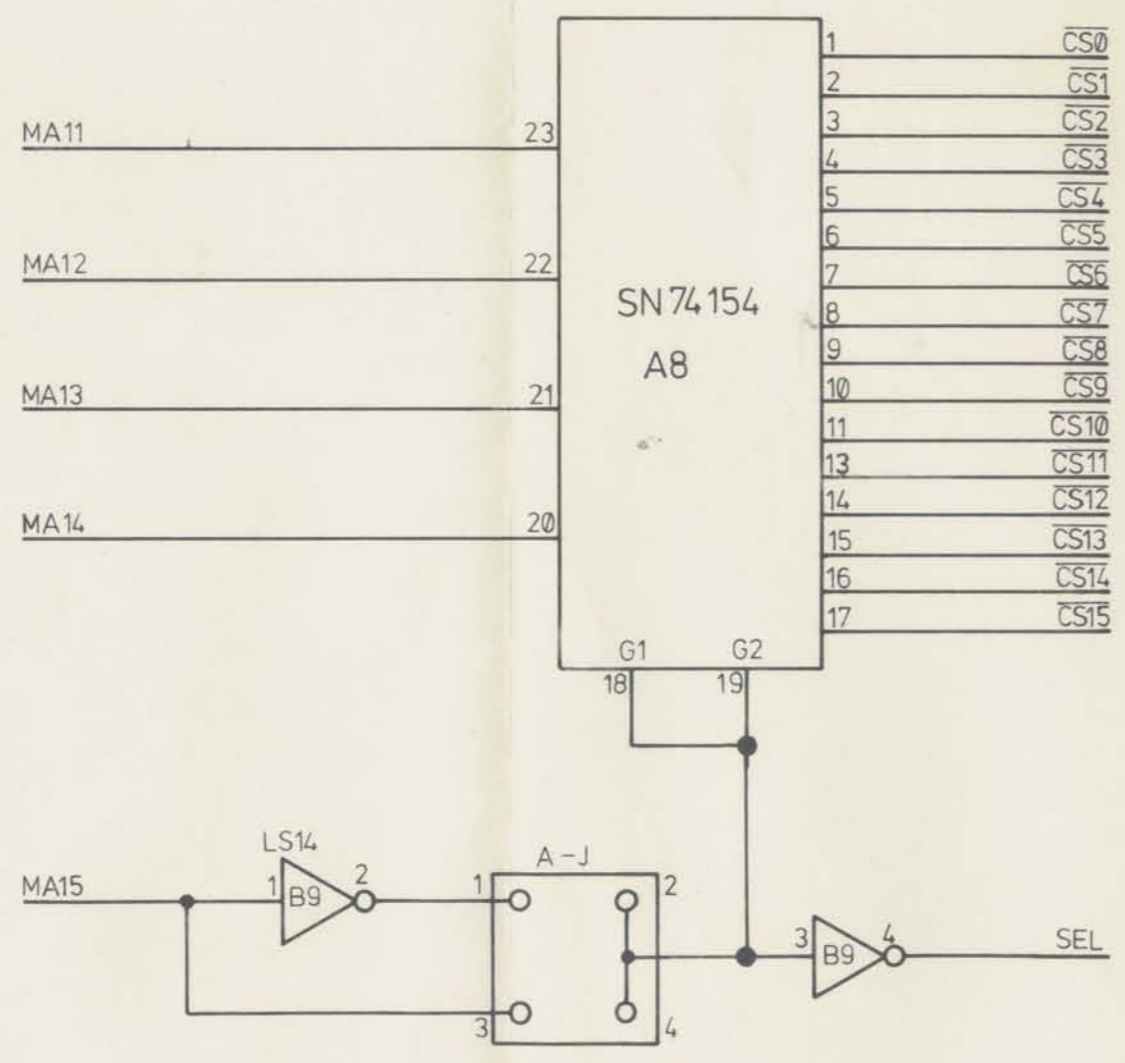 1 CS0
2 CS1
MA11 23 3 CS2
4 CS3
5 CS4
6 CS5
MA12 22 7 CS6
SN74154 8 CS7
A8 9 CS8
MA13 21 10 CS9
11 CS10
13 CS11
MA14 20 14 CS12
15 CS13
16 CS14
17 CS15
G1 G2
18 19
LS14
A-J
MA15 1 B9 2 1 2
3 B9 4 SEL
3 4